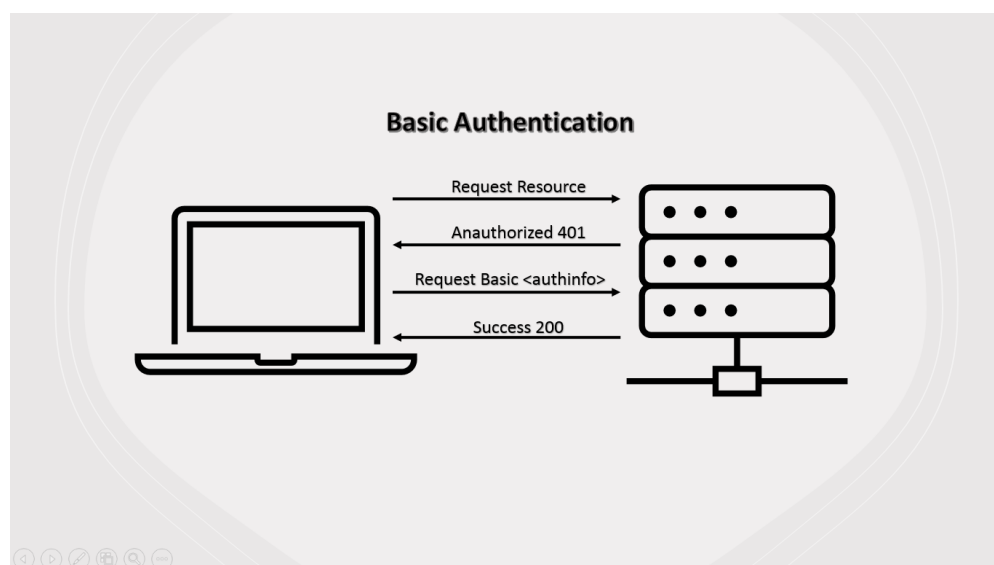 Basic Authentication
Request Resource
Anauthorized 401
Request Basic <authinfo>
Success 200